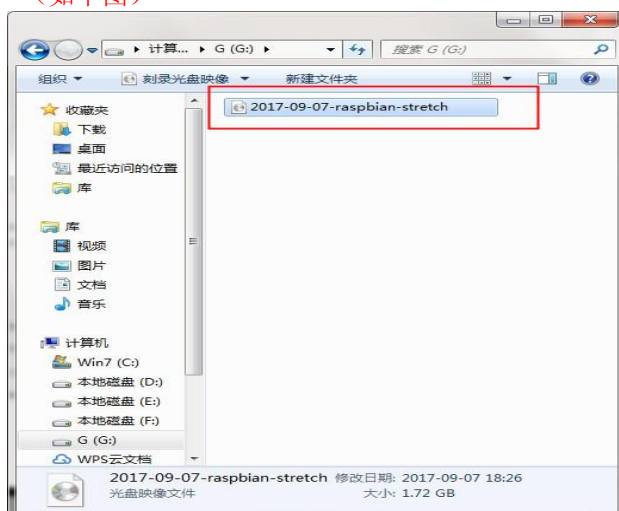 （如下图）
计算... G (G:) 搜索 G (G:)
组织 刻录光盘映像 新建文件夹
收藏夹
下载
桌面
最近访问的位置
库
库
视频
图片
文档
音乐
计算机
Win7 (C:)
本地磁盘 (D:)
本地磁盘 (E:)
本地磁盘 (F:)
G (G:)
WPS云文档
2017-09-07-raspbian-stretch
2017-09-07-raspbian-stretch 修改日期: 2017-09-07 18:26
光盘映像文件 大小: 1.72 GB